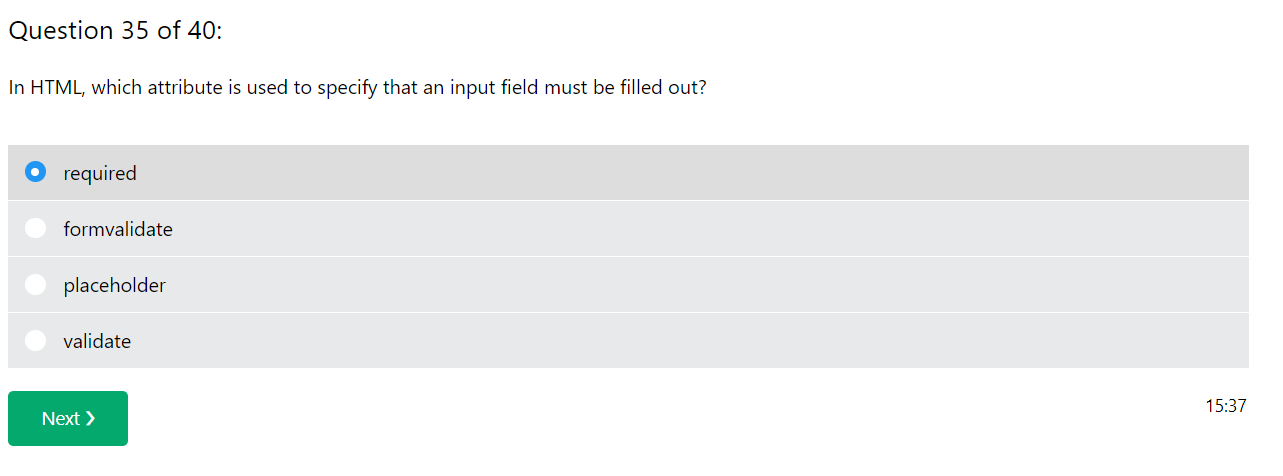 Question 35 of 40:
In HTML, which attribute is used to specify that an input field must be filled out?
required
formvalidate
placeholder
validate
Next ❯
15:37